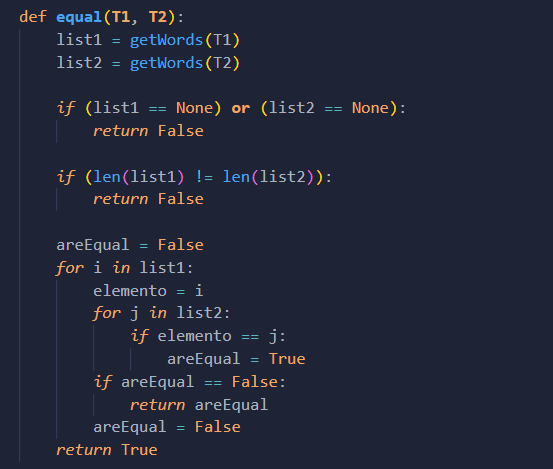 def equal(T1, T2):
    list1 = getWords(T1)
    list2 = getWords(T2)

    if (list1 == None) or (list2 == None):
        return False

    if (len(list1) != len(list2)):
        return False

    areEqual = False
    for i in list1:
        elemento = i
        for j in list2:
            if elemento == j:
                areEqual = True
        if areEqual == False:
            return areEqual
        areEqual = False
    return True